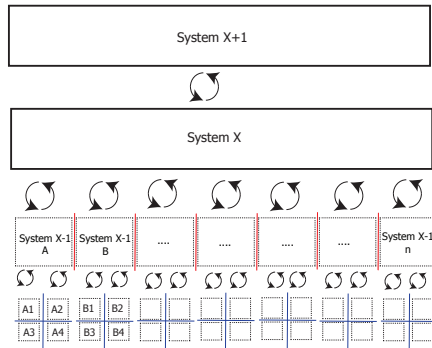 System X+1
System X
System X-1
A
System X-1
B
....
....
....
....
System X-1
n
A1
A2
B1
B2
A3
A4
B3
B4